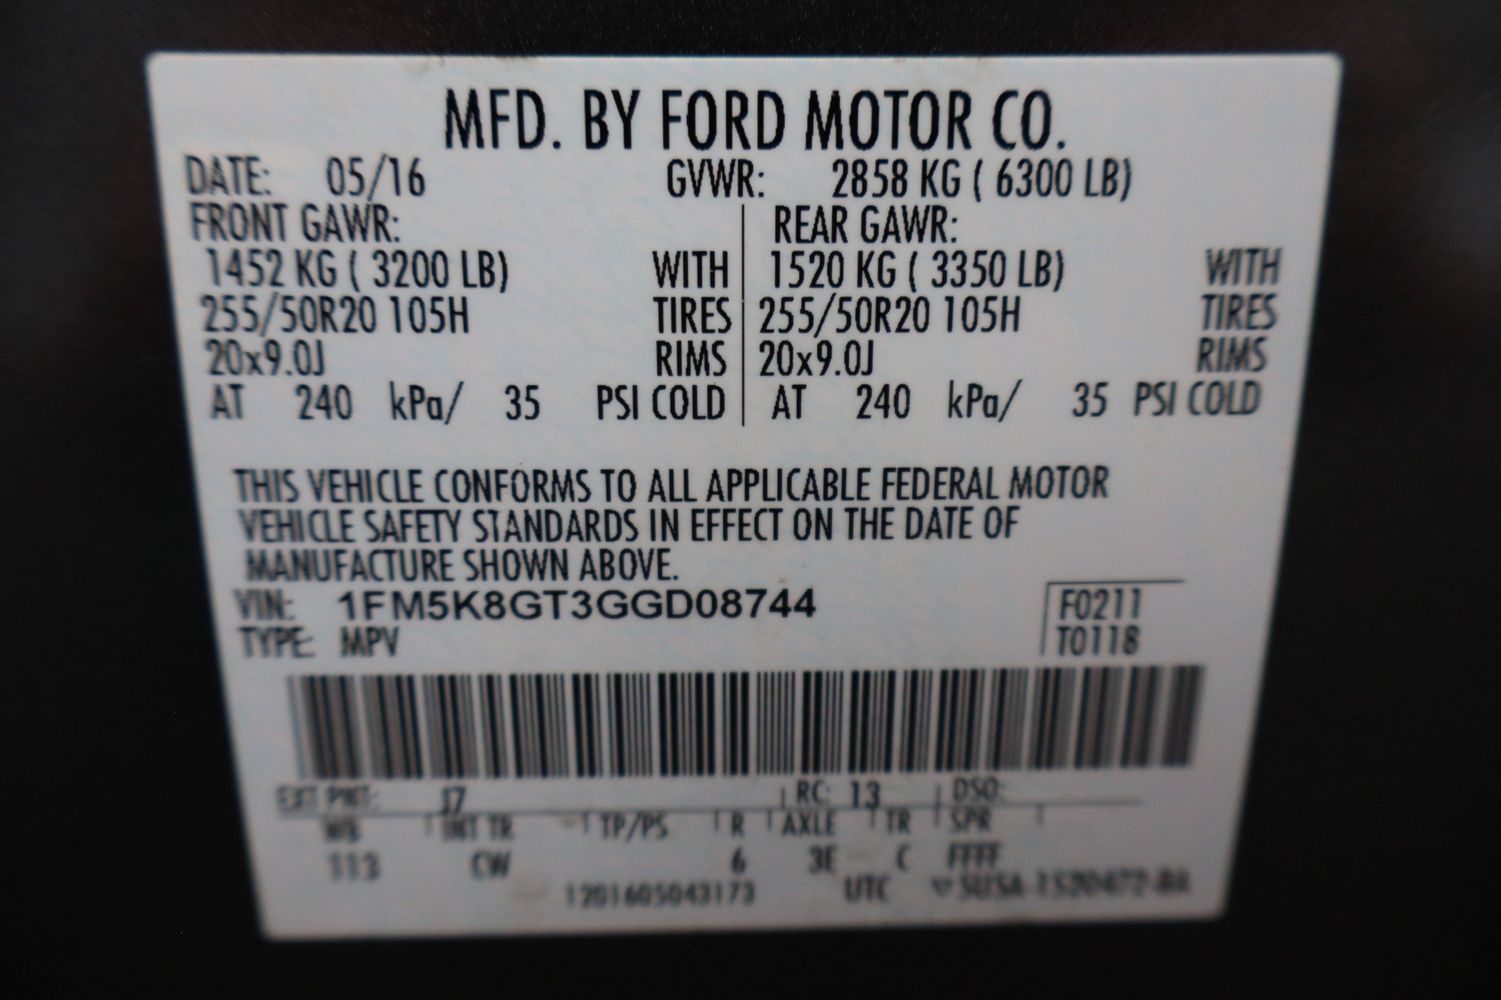 MFD. BY FORD MOTOR CO.
DATE: 05/16 GVWR: 2858 KG ( 6300 LB)
FRONT GAWR: REAR GAWR:
1452 KG ( 3200 LB) WITH 1520 KG ( 3350 LB) WITH
255/50R20 105H TIRES 255/50R20 105H TIRES
20x9.0J RIMS 20x9.0J RIMS
AT 240 kPa/ 35 PSI COLD AT 240 kPa/ 35 PSI COLD
THIS VEHICLE CONFORMS TO ALL APPLICABLE FEDERAL MOTOR
VEHICLE SAFETY STANDARDS IN EFFECT ON THE DATE OF
MANUFACTURE SHOWN ABOVE.
VIN: 1FM5K8GT3GGD08744 F0211
TYPE: MPV T0118
EXT PNT: J7 RC: 13 DSO:
WB INT TR TP/PS R AXLE TR SPR
113 CW 6 3E C FFFF
1201605043173 UTC